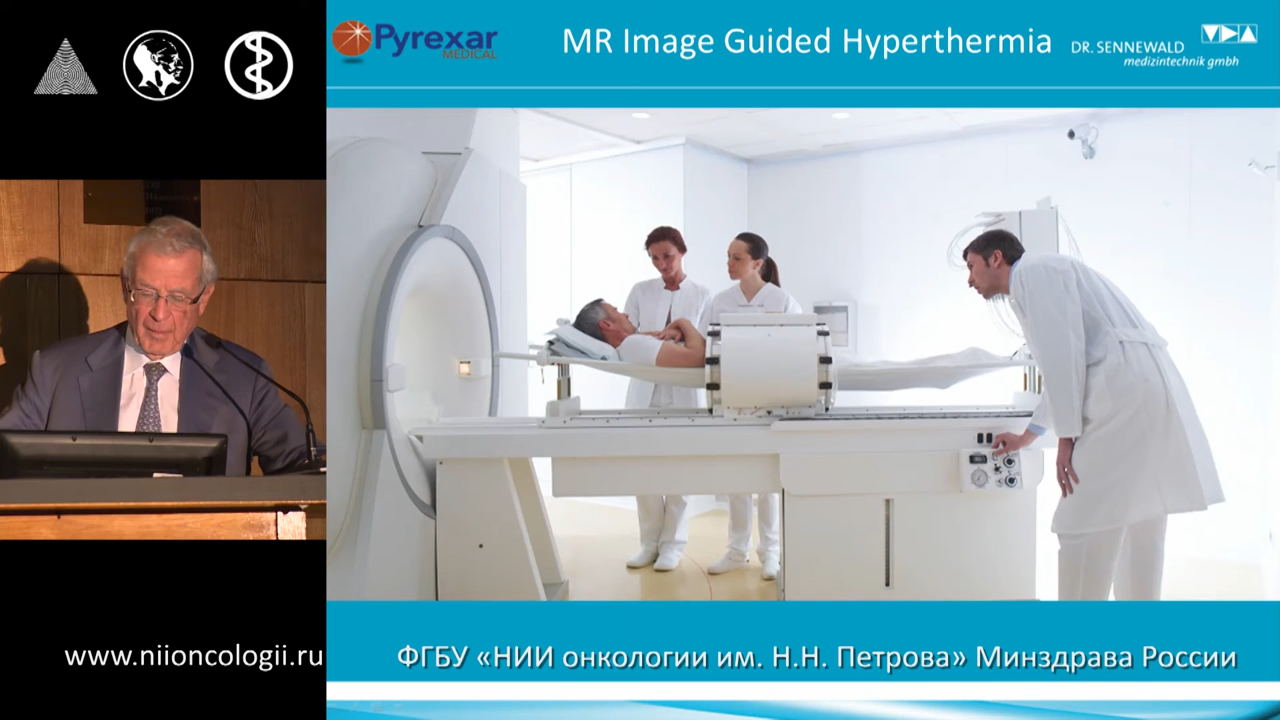 Pyrexar
MEDICAL
MR Image Guided Hyperthermia
DR. SENNEWALD
medizintechnik gmbh
www.niioncologii.ru
ФГБУ «НИИ онкологии им. Н.Н. Петрова» Минздрава России